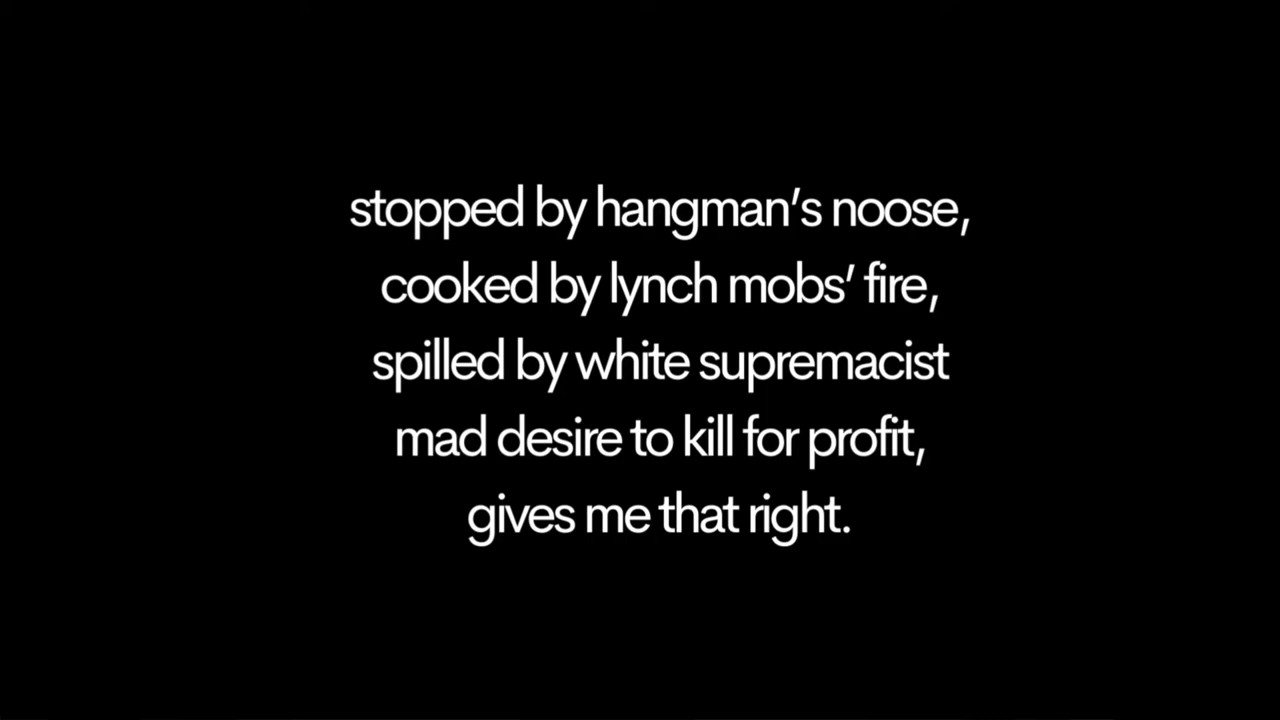 stopped by hangman’s noose,
cooked by lynch mobs’ fire,
spilled by white supremacist
mad desire to kill for profit,
gives me that right.